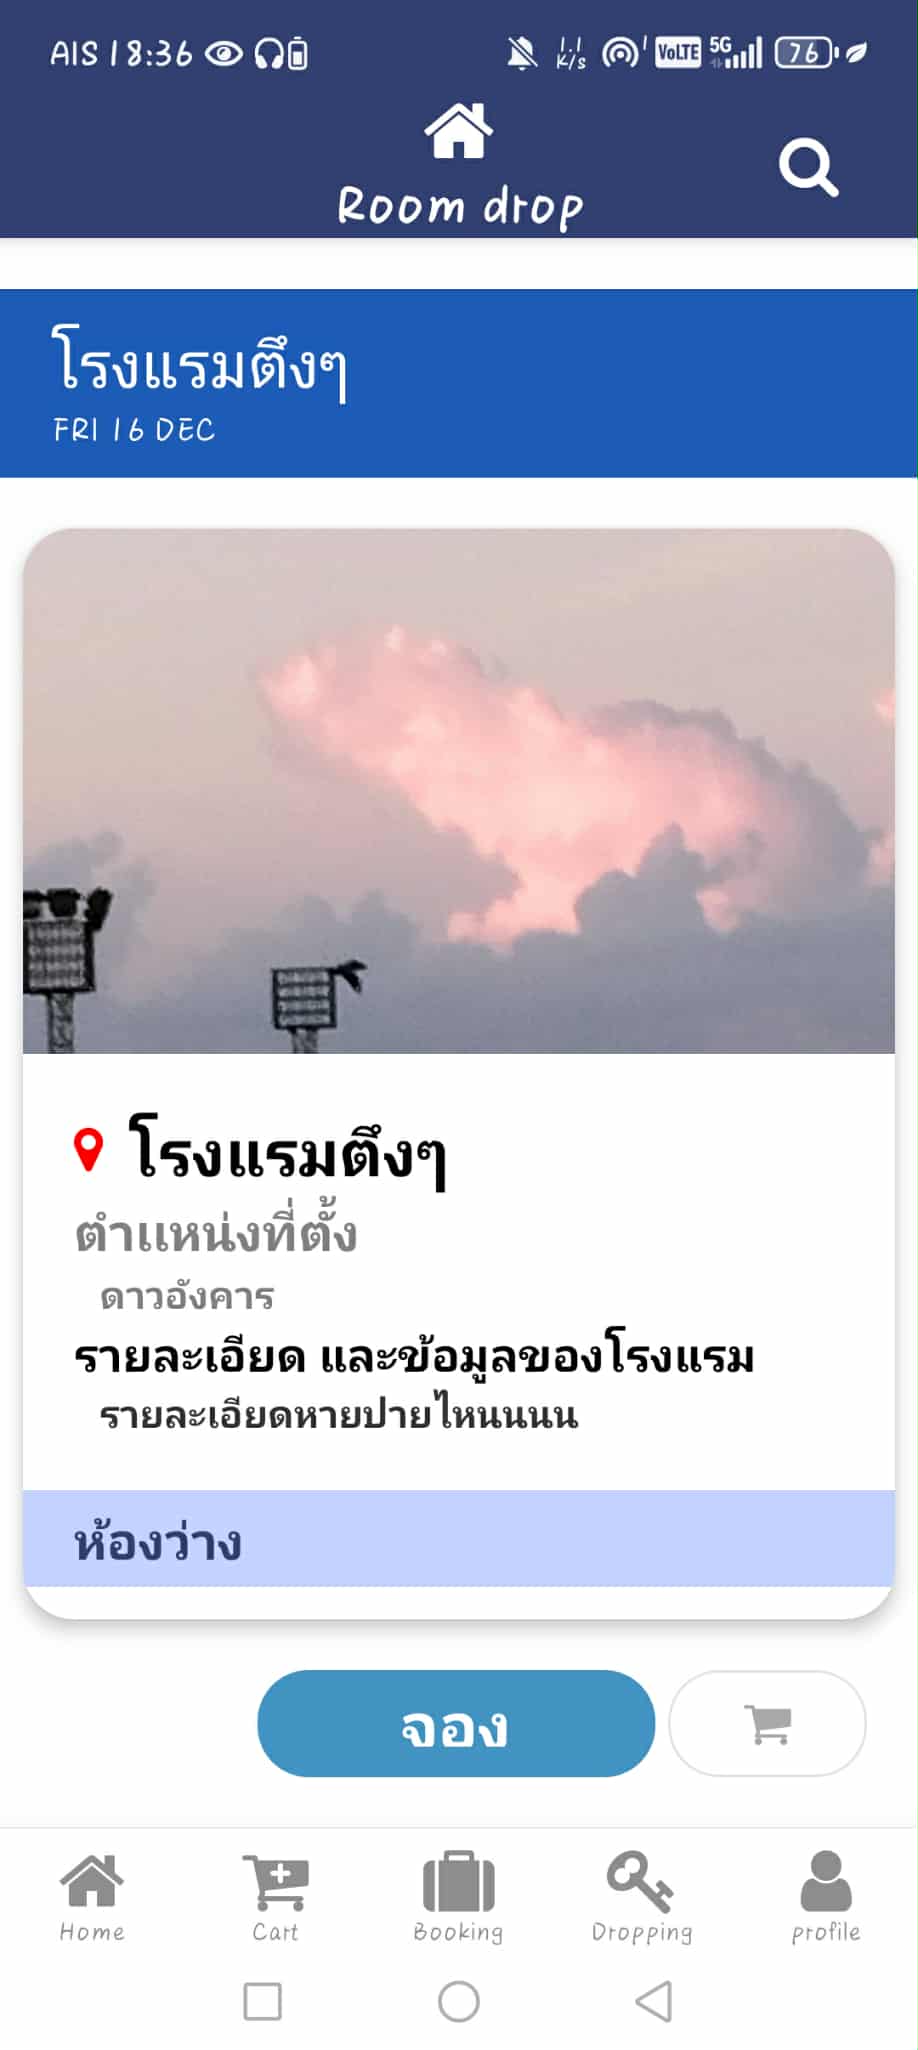 AIS 18:36 1.1 K/s VoLTE 5G 76
Room drop
โรงแรมตึงๆ
FRI 16 DEC
โรงแรมตึงๆ
ตำแหน่งที่ตั้ง
ดาวอังคาร
รายละเอียด และข้อมูลของโรงแรม
รายละเอียดหายปายไหนนนน
ห้องว่าง
จอง
Home Cart Booking Dropping profile